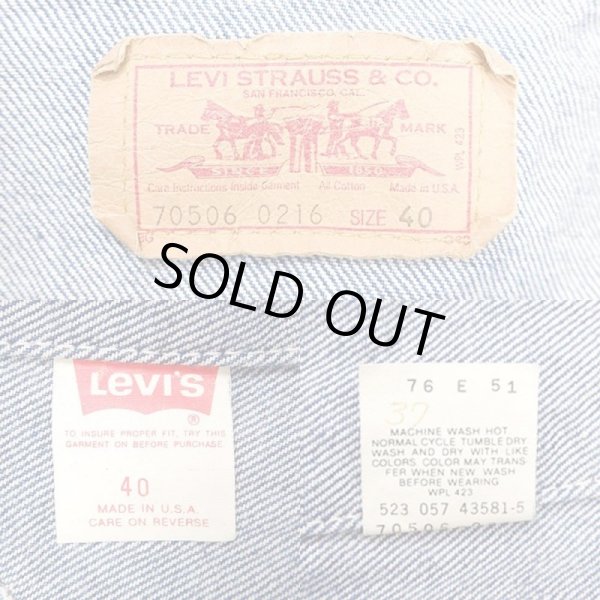 LEVI STRAUSS & CO.
SAN FRANCISCO, CAL.
TRADE MARK
WPL 423
SINCE 1850
Care Instructions Inside Garment All Cotton Made in U.S.A.
70506 0216 SIZE 40
SOLD OUT
Levi's
®
TO INSURE PROPER FIT, TRY THIS
GARMENT ON BEFORE PURCHASE.
40
MADE IN U.S.A.
CARE ON REVERSE
76 E 51
37
MACHINE WASH HOT
NORMAL CYCLE TUMBLE DRY
WASH AND DRY WITH LIKE
COLORS COLOR MAY TRANS
FER WHEN NEW. WASH
BEFORE WEARING
WPL 423
523 057 43581-5